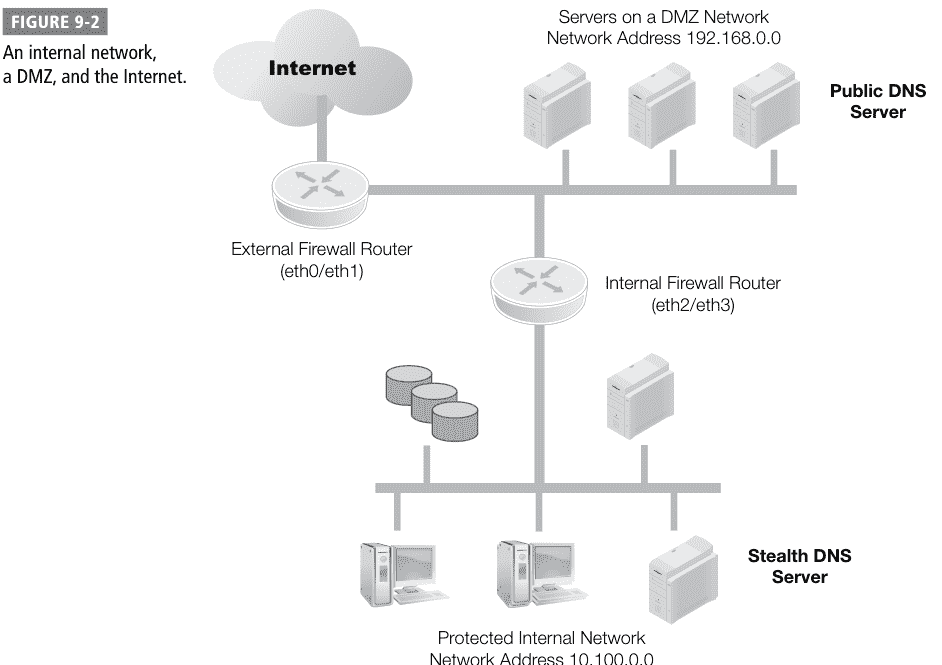 FIGURE 9-2
An internal network,
a DMZ, and the Internet.
Internet
Servers on a DMZ Network
Network Address 192.168.0.0
Public DNS
Server
External Firewall Router
(eth0/eth1)
Internal Firewall Router
(eth2/eth3)
Stealth DNS
Server
Protected Internal Network
Network Address 10.100.0.0